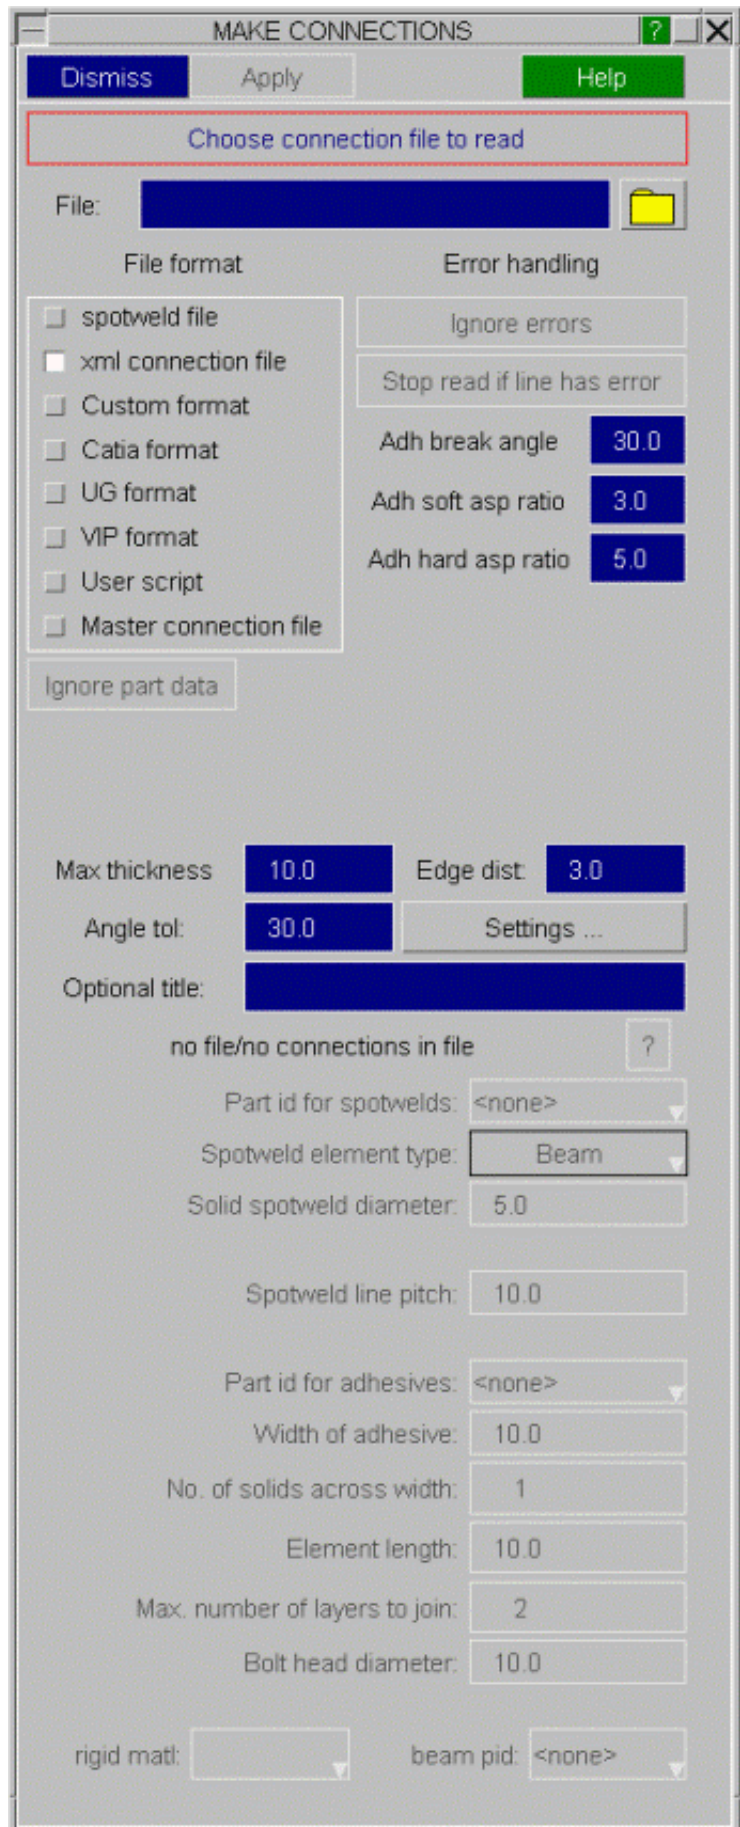 MAKE CONNECTIONS ?
Dismiss Apply Help
Choose connection file to read
File:
File format Error handling
spotweld file Ignore errors
xml connection file Stop read if line has error
Custom format Adh break angle 30.0
Catia format
UG format Adh soft asp ratio 3.0
VIP format Adh hard asp ratio 5.0
User script
Master connection file
Ignore part data
Max thickness 10.0 Edge dist: 3.0
Angle tol: 30.0 Settings ...
Optional title:
no file/no connections in file ?
Part id for spotwelds: <none>
Spotweld element type: Beam
Solid spotweld diameter: 5.0
Spotweld line pitch: 10.0
Part id for adhesives: <none>
Width of adhesive: 10.0
No. of solids across width: 1
Element length: 10.0
Max. number of layers to join: 2
Bolt head diameter: 10.0
rigid matl: beam pid: <none>